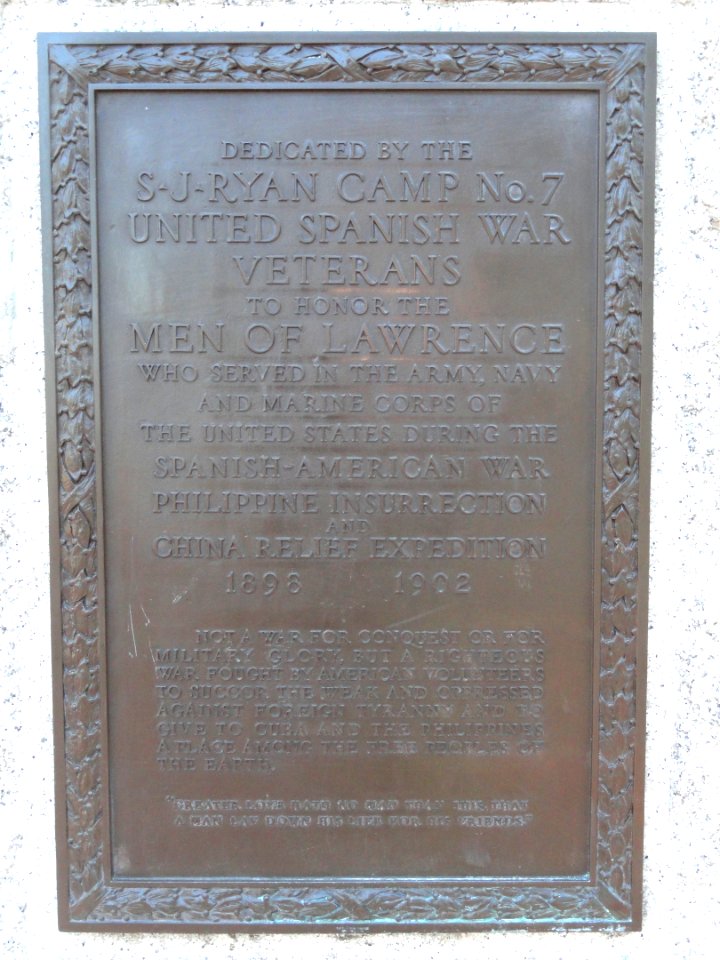 DEDICATED BY THE
S-J-RYAN CAMP No. 7
UNITED SPANISH WAR
VETERANS
TO HONOR THE
MEN OF LAWRENCE
WHO SERVED IN THE ARMY, NAVY
AND MARINE CORPS OF
THE UNITED STATES DURING THE
SPANISH-AMERICAN WAR
PHILIPPINE INSURRECTION
AND
CHINA RELIEF EXPEDITION
1898 1902
NOT A WAR FOR CONQUEST OR FOR
MILITARY GLORY, BUT A RIGHTEOUS
WAR FOUGHT BY AMERICAN VOLUNTEERS
TO SUCCOR THE WEAK AND OPPRESSED
AGAINST FOREIGN TYRANNY AND TO
GIVE TO CUBA AND THE PHILIPPINES
A PLACE AMONG THE FREE PEOPLES OF
THE EARTH.
"GREATER LOVE HATH NO MAN THAN THIS, THAT
A MAN LAY DOWN HIS LIFE FOR HIS FRIENDS"